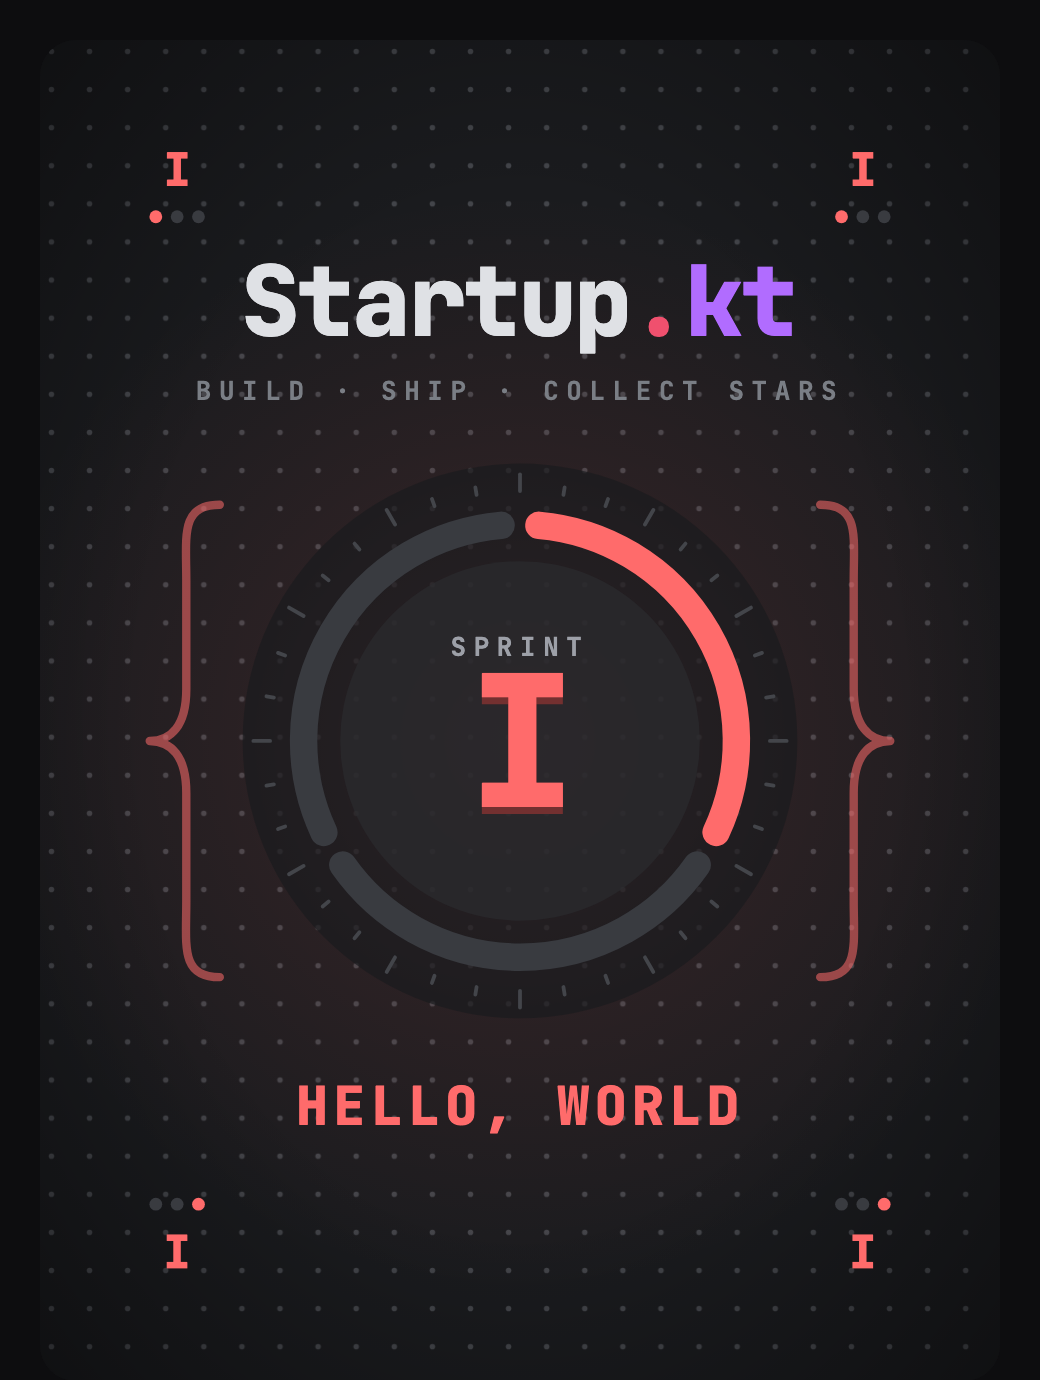 I I
Startup.kt
BUILD · SHIP · COLLECT STARS
SPRINT
I
HELLO, WORLD
I I